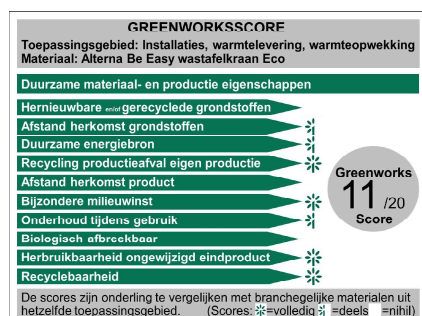 GREENWORKSSCORE
Toepassingsgebied: Installaties, warmtelevering, warmteopwekking
Materiaal: Alterna Be Easy wastafelkraan Eco
Duurzame materiaal- en productie eigenschappen
Hernieuwbare en/of gerecyclede grondstoffen
Afstand herkomst grondstoffen
Duurzame energiebron
Recycling productieafval eigen productie
Afstand herkomst product
Bijzondere milieuwinst
Onderhoud tijdens gebruik
Biologisch afbreekbaar
Herbruikbaarheid ongewijzigd eindproduct
Recyclebaarheid
Greenworks
11 /20
Score
De scores zijn onderling te vergelijken met branchegelijke materialen uit
hetzelfde toepassingsgebied. (Scores: =volledig =deels =nihil)